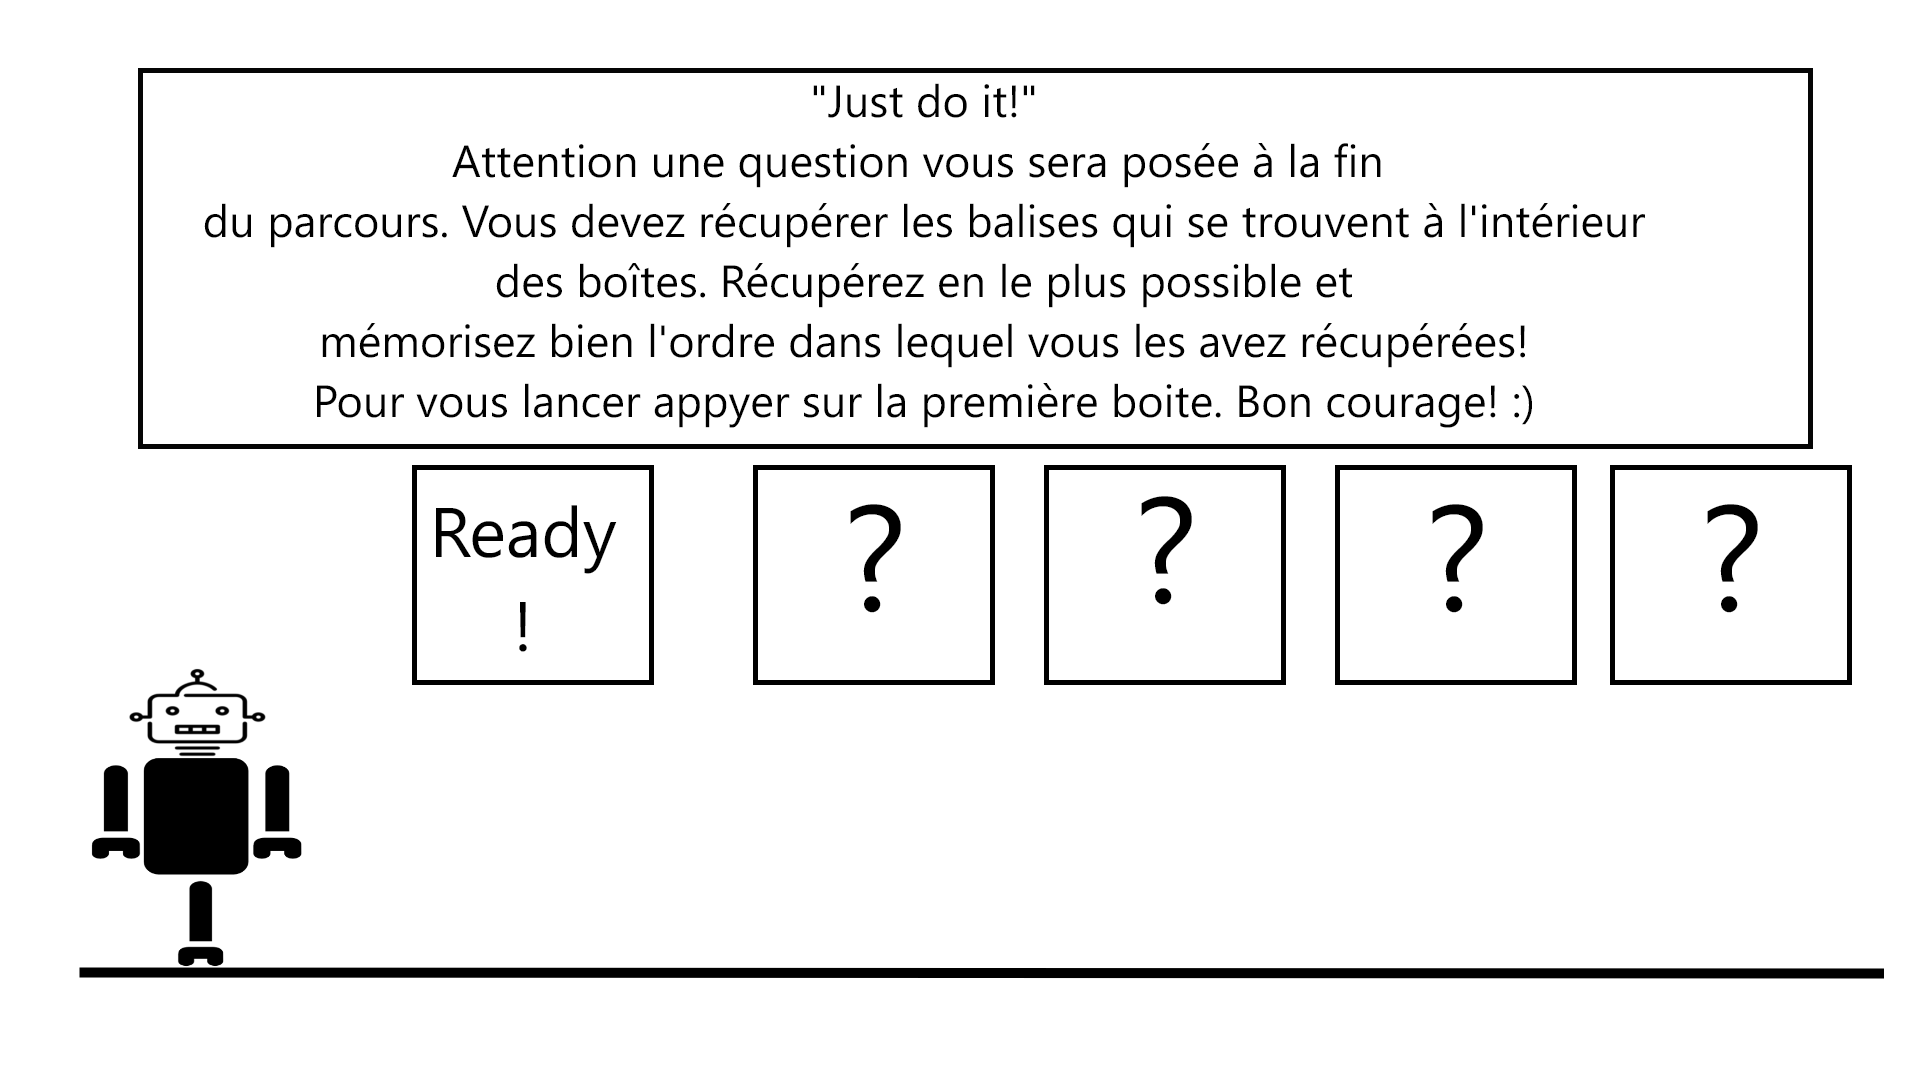 "Just do it!"
Attention une question vous sera posée à la fin
du parcours. Vous devez récupérer les balises qui se trouvent à l'intérieur
des boîtes. Récupérez en le plus possible et
mémorisez bien l'ordre dans lequel vous les avez récupérées!
Pour vous lancer appyer sur la première boite. Bon courage! :)
Ready
!
?
?
?
?